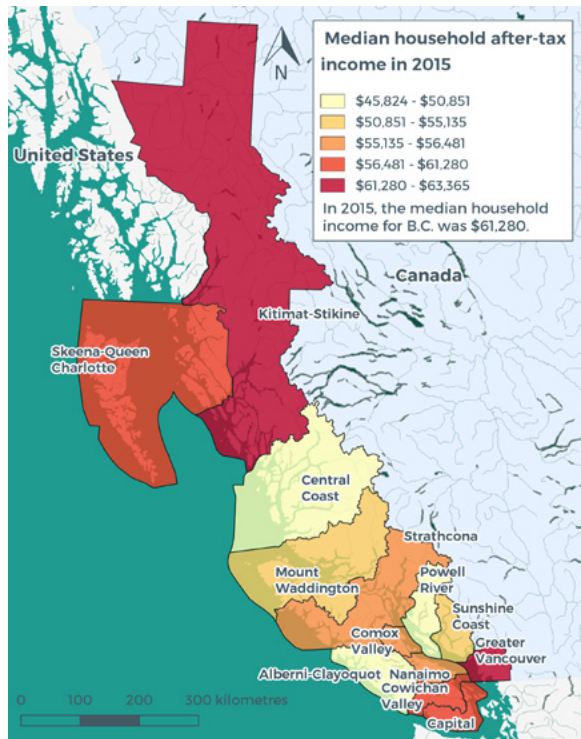 Median household after-tax
income in 2015
$45,824 - $50,851
$50,851 - $55,135
$55,135 - $56,481
$56,481 - $61,280
$61,280 - $63,365
In 2015, the median household
income for B.C. was $61,280.
N
United States
Canada
Kitimat-Stikine
Skeena-Queen
Charlotte
Central
Coast
Strathcona
Mount
Waddington
Powell
River
Sunshine
Coast
Comox
Valley
Greater
Vancouver
Alberni-Clayoquot
Nanaimo
Cowichan
Valley
Capital
0 100 200 300 kilometres